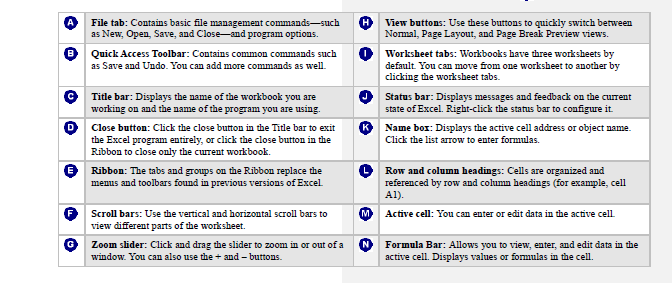 A File tab: Contains basic file management commands—such
as New, Open, Save, and Close—and program options.
B Quick Access Toolbar: Contains common commands such
as Save and Undo. You can add more commands as well.
C Title bar: Displays the name of the workbook you are
working on and the name of the program you are using.
D Close button: Click the close button in the Title bar to exit
the Excel program entirely, or click the close button in the
Ribbon to close only the current workbook.
E Ribbon: The tabs and groups on the Ribbon replace the
menus and toolbars found in previous versions of Excel.
F Scroll bars: Use the vertical and horizontal scroll bars to
view different parts of the worksheet.
G Zoom slider: Click and drag the slider to zoom in or out of a
window. You can also use the + and – buttons.
H View buttons: Use these buttons to quickly switch between
Normal, Page Layout, and Page Break Preview views.
I Worksheet tabs: Workbooks have three worksheets by
default. You can move from one worksheet to another by
clicking the worksheet tabs.
J Status bar: Displays messages and feedback on the current
state of Excel. Right-click the status bar to configure it.
K Name box: Displays the active cell address or object name.
Click the list arrow to enter formulas.
L Row and column headings: Cells are organized and
referenced by row and column headings (for example, cell
A1).
M Active cell: You can enter or edit data in the active cell.
N Formula Bar: Allows you to view, enter, and edit data in the
active cell. Displays values or formulas in the cell.